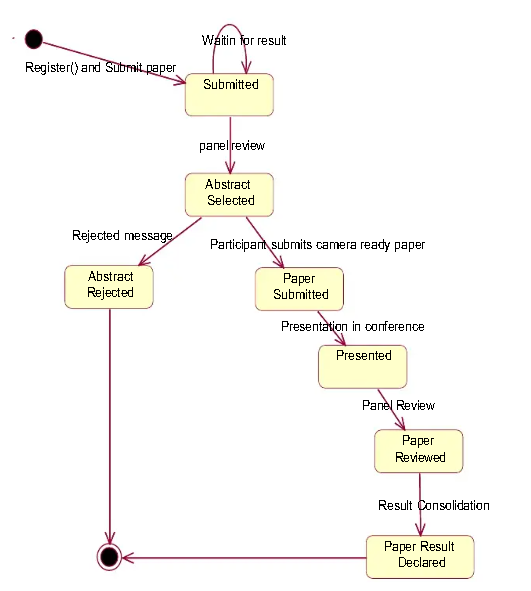 Waitin for result
Register() and Submit paper
Submitted
panel review
Abstract
Selected
Rejected message
Participant submits camera ready paper
Abstract
Rejected
Paper
Submitted
Presentation in conference
Presented
Panel Review
Paper
Reviewed
Result Consolidation
Paper Result
Declared